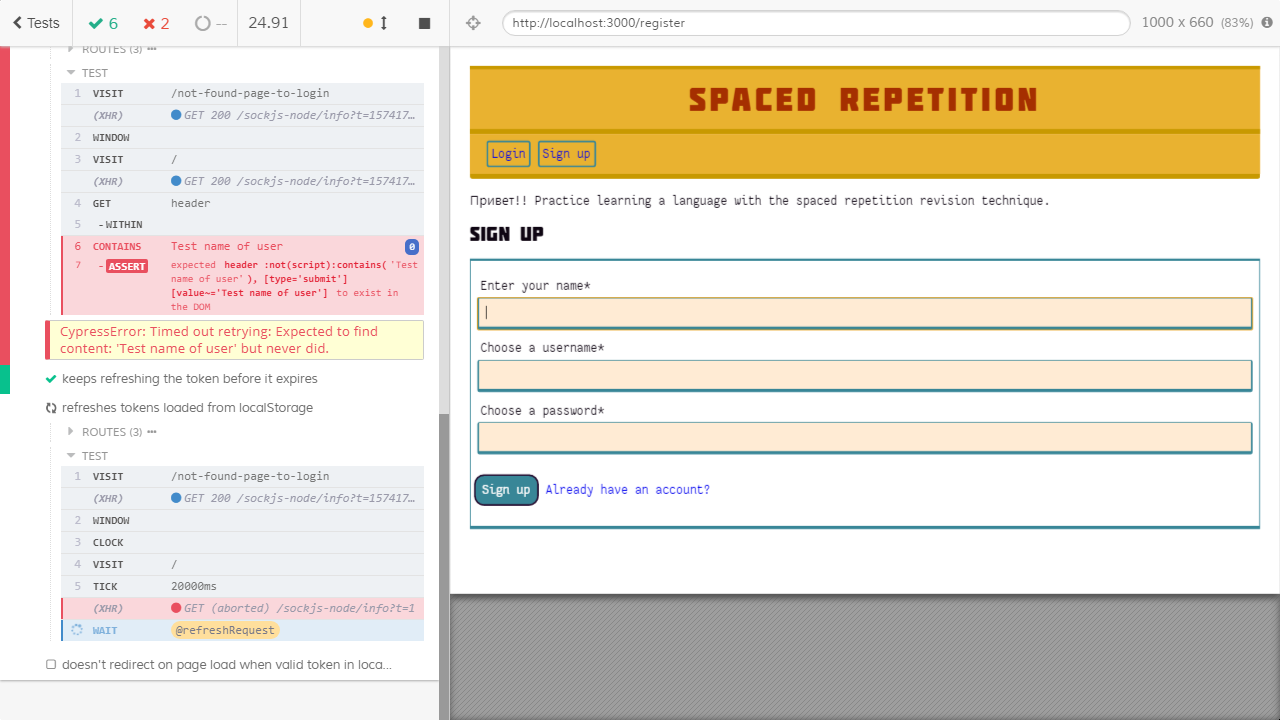 Tests
6
2
--
24.91
http://localhost:3000/register
1000 x 660 (83%)
ROUTES (3)
TEST
1 VISIT /not-found-page-to-login
(XHR) GET 200 /sockjs-node/info?t=157417…
2 WINDOW
3 VISIT /
(XHR) GET 200 /sockjs-node/info?t=157417…
4 GET header
5 -WITHIN
6 CONTAINS Test name of user 0
7 -ASSERT expected header :not(script):contains('Test
name of user'), [type='submit']
[value~='Test name of user'] to exist in
the DOM
CypressError: Timed out retrying: Expected to find
content: 'Test name of user' but never did.
keeps refreshing the token before it expires
refreshes tokens loaded from localStorage
ROUTES (3)
TEST
1 VISIT /not-found-page-to-login
(XHR) GET 200 /sockjs-node/info?t=157417…
2 WINDOW
3 CLOCK
4 VISIT /
5 TICK 20000ms
(XHR) GET (aborted) /sockjs-node/info?t=1
WAIT @refreshRequest
doesn't redirect on page load when valid token in loca...
SPACED REPETITION
Login Sign up
Привет!! Practice learning a language with the spaced repetition revision technique.
SIGN UP
Enter your name*
Choose a username*
Choose a password*
Sign up Already have an account?